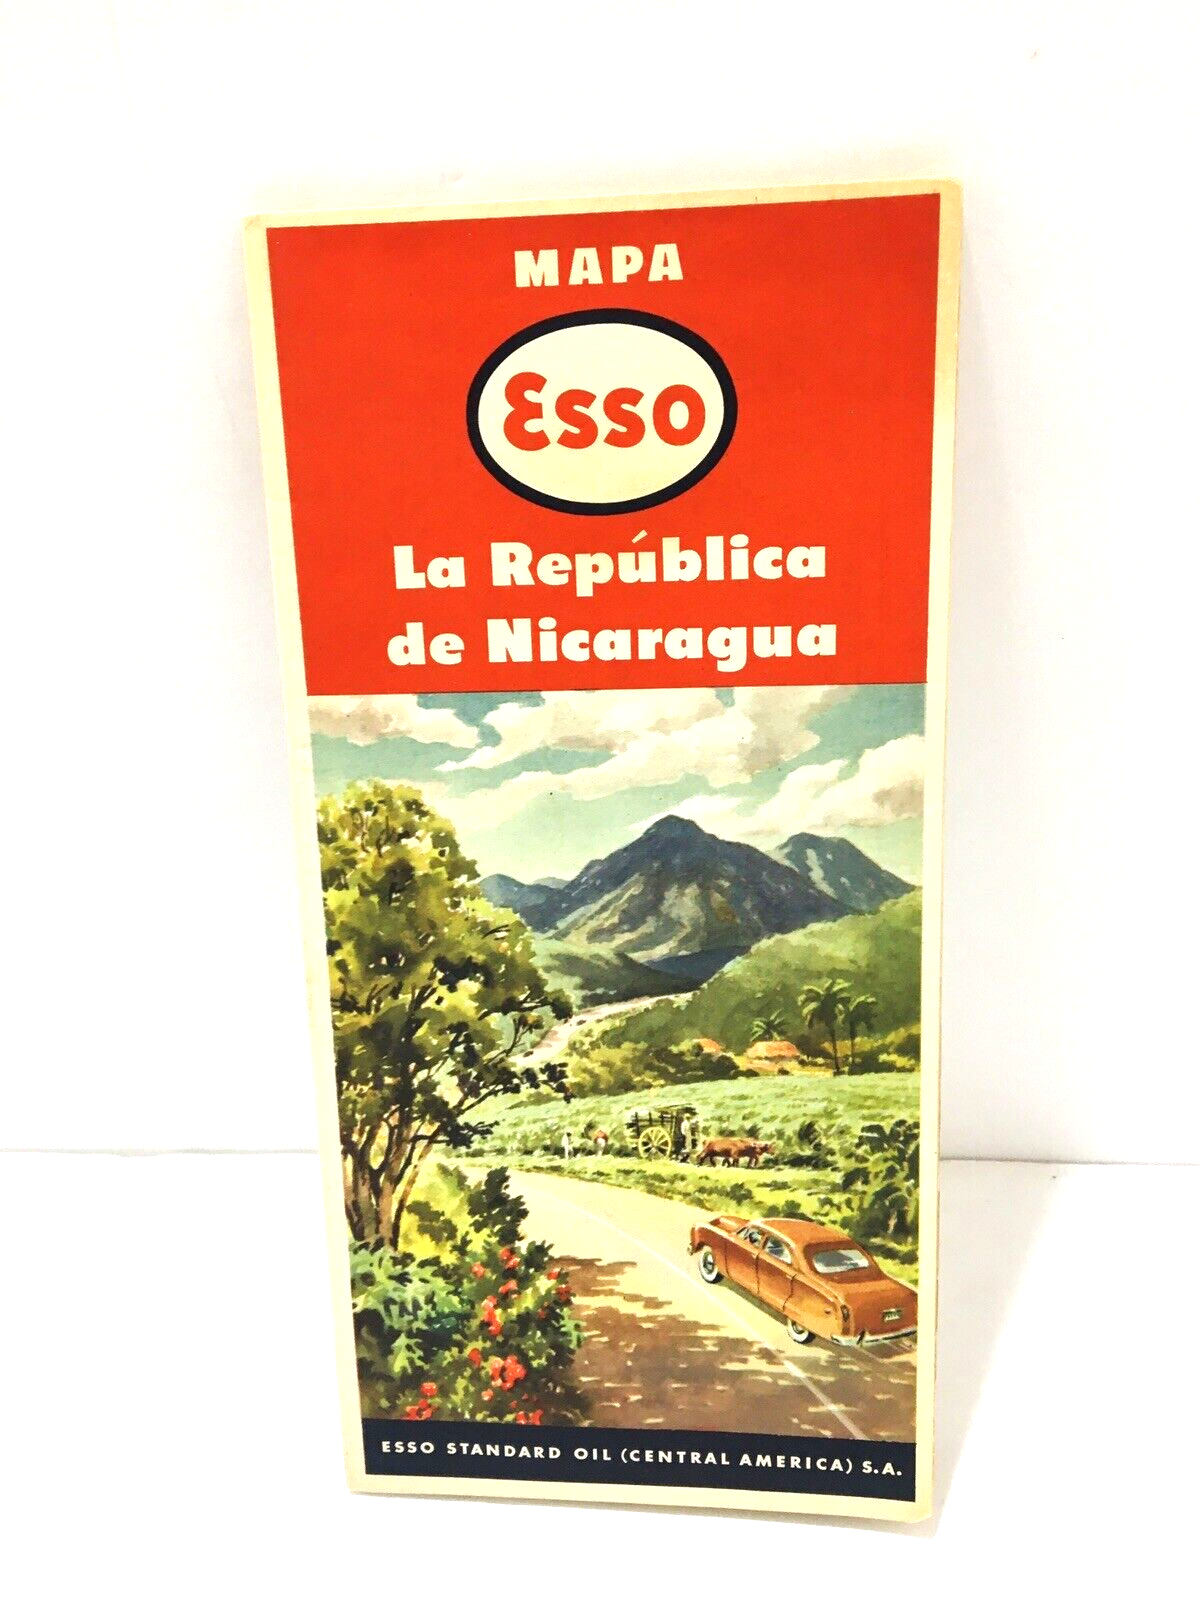 MAPA
Esso
La República
de Nicaragua
ESSO STANDARD OIL (CENTRAL AMERICA) S.A.